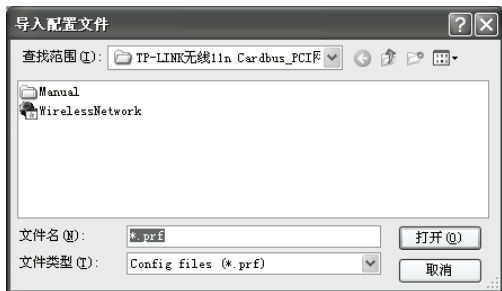 导入配置文件
查找范围(I): TP-LINK无线11n Cardbus_PCI
Manual
WirelessNetwork
文件名(N): *.prf 打开(O)
文件类型(T): Config files (*.prf) 取消